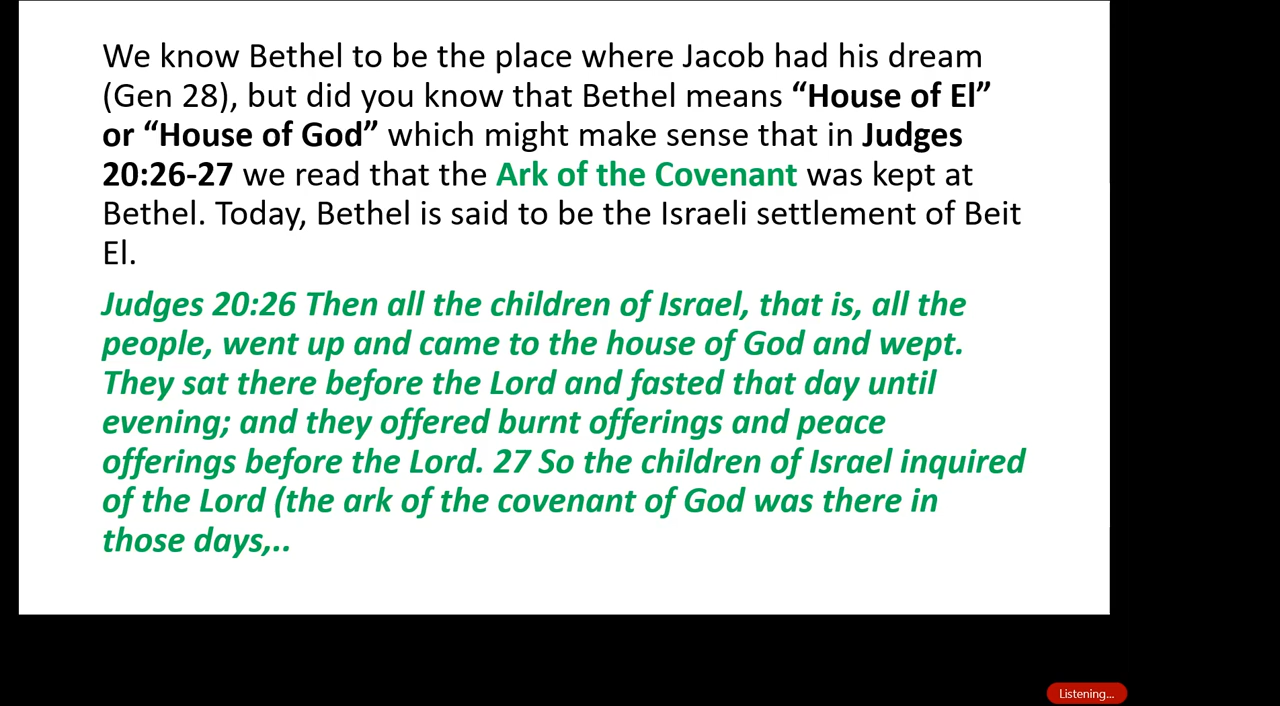 We know Bethel to be the place where Jacob had his dream
(Gen 28), but did you know that Bethel means “House of El”
or “House of God” which might make sense that in Judges
20:26-27 we read that the Ark of the Covenant was kept at
Bethel. Today, Bethel is said to be the Israeli settlement of Beit
El.
Judges 20:26 Then all the children of Israel, that is, all the
people, went up and came to the house of God and wept.
They sat there before the Lord and fasted that day until
evening; and they offered burnt offerings and peace
offerings before the Lord. 27 So the children of Israel inquired
of the Lord (the ark of the covenant of God was there in
those days,..
Listening...